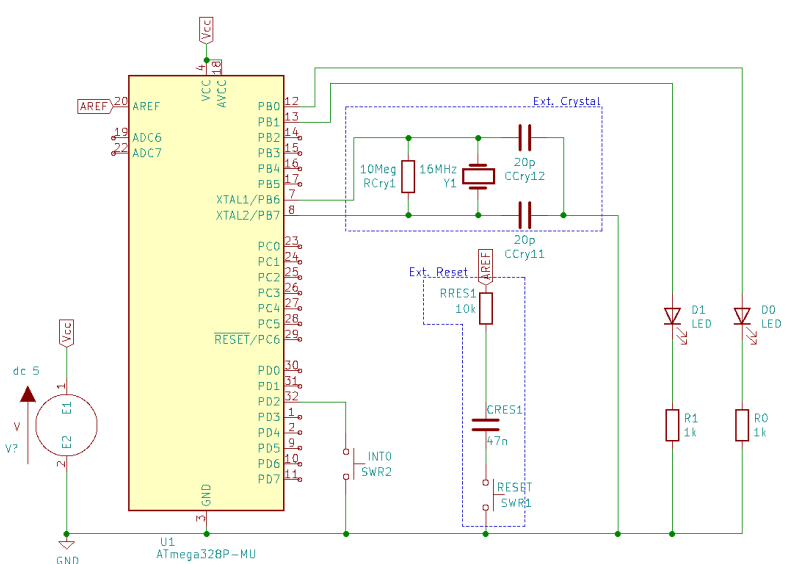 Vcc
4
18
VCC
AVCC
AREF
20
AREF
PB0
12
PB1
13
19
ADC6
PB2
14
22
ADC7
PB3
15
PB4
16
PB5
17
XTAL1/PB6
7
XTAL2/PB7
8
PC0
23
PC1
24
PC2
25
PC3
26
PC4
27
PC5
28
RESET/PC6
29
PD0
30
PD1
31
PD2
32
PD3
1
PD4
2
PD5
9
PD6
10
PD7
11
GND
3
U1
ATmega328P-MU
Ext. Crystal
10Meg
RCry1
16MHz
Y1
20p
CCry12
20p
CCry11
Ext. Reset
AREF
RRES1
10k
CRES1
47n
RESET
SWR1
INT0
SWR2
D1
LED
D0
LED
R1
1k
R0
1k
Vcc
dc 5
1
E1
V
V?
E2
2
GND